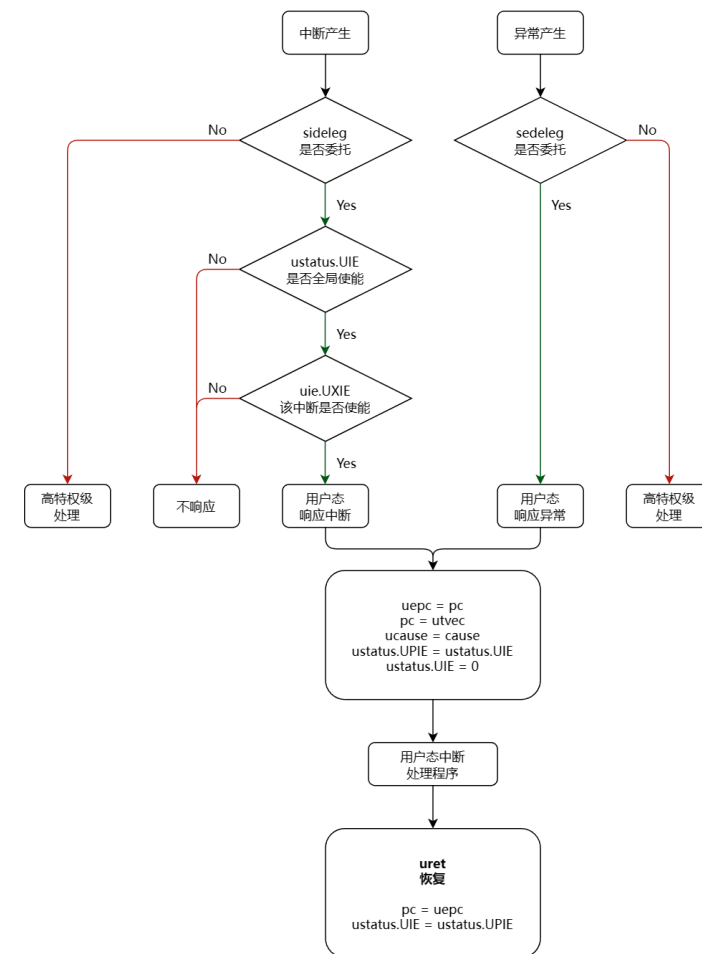 中断产生
异常产生
sideleg
是否委托
No
sedeleg
是否委托
No
Yes
Yes
ustatus.UIE
是否全局使能
No
Yes
uie.UXIE
该中断是否使能
No
Yes
高特权级
处理
不响应
用户态
响应中断
用户态
响应异常
高特权级
处理
uepc = pc
pc = utvec
ucause = cause
ustatus.UPIE = ustatus.UIE
ustatus.UIE = 0
用户态中断
处理程序
uret
恢复
pc = uepc
ustatus.UIE = ustatus.UPIE